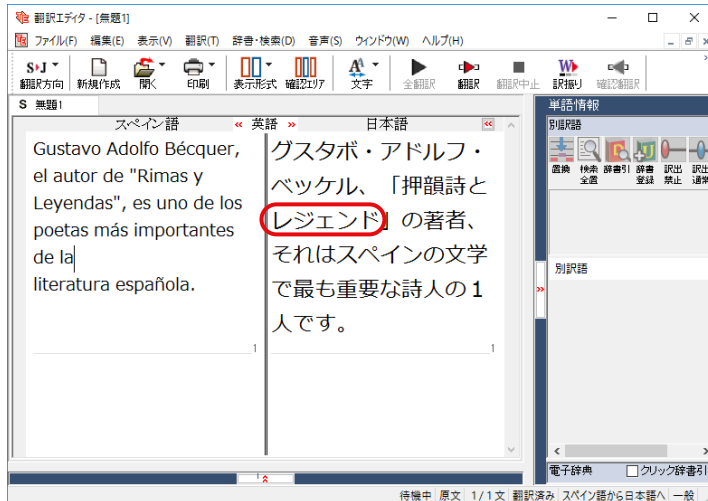 翻訳エディタ - [無題1]
ファイル(F) 編集(E) 表示(V) 翻訳(T) 辞書・検索(D) 音声(S) ウィンドウ(W) ヘルプ(H)
S▸J
翻訳方向 新規作成 開く 印刷 表示形式 確認エリア 文字 全翻訳 翻訳 翻訳中止 訳振り 確認翻訳
S 無題1
スペイン語 « 英語 » 日本語 «
Gustavo Adolfo Bécquer,
el autor de "Rimas y
Leyendas", es uno de los
poetas más importantes
de la
literatura española.
1
グスタボ・アドルフ・
ベッケル、「押韻詩と
レジェンド」の著者、
それはスペインの文学
で最も重要な詩人の1
人です。
1
単語情報
別訳語
置換 検索全置 辞書引 辞書登録 訳出禁止 訳出通常
別訳語
電子辞典 クリック辞書引
待機中 原文 1/1文 翻訳済み スペイン語から日本語へ 一般